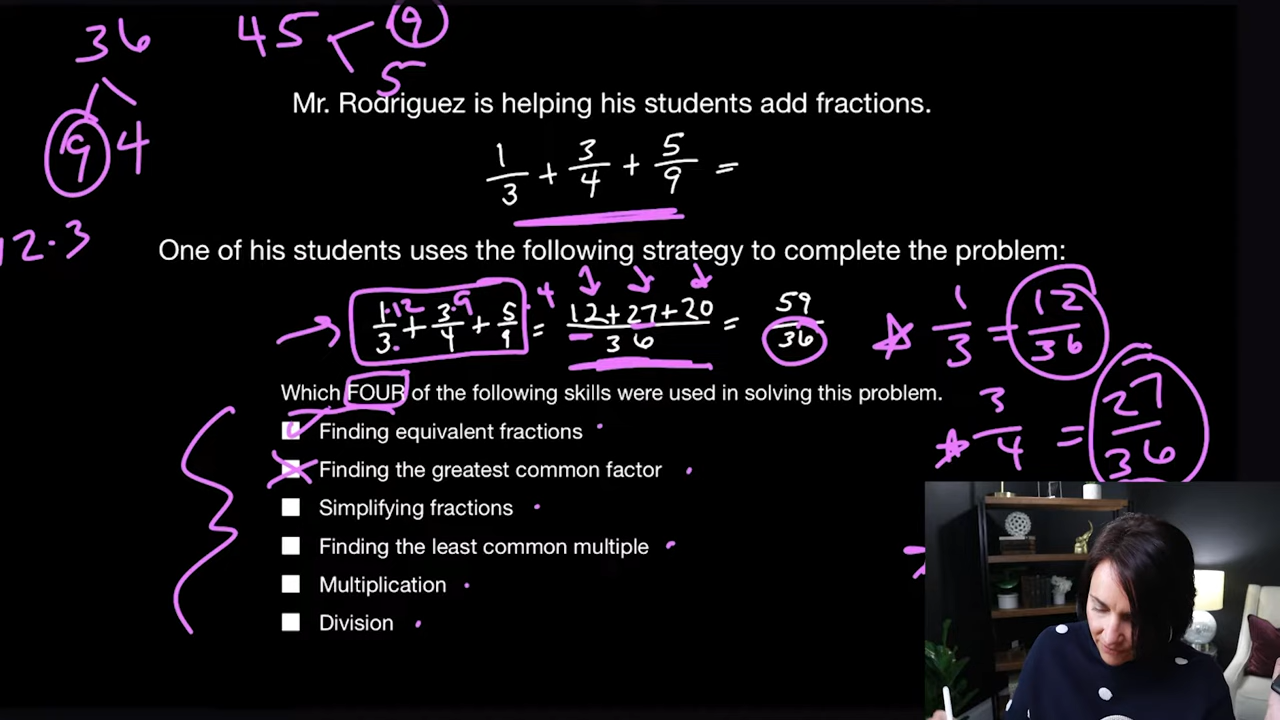 36 45 9
5
9 4
Mr. Rodriguez is helping his students add fractions.
1/3 + 3/4 + 5/9 =
12·3
One of his students uses the following strategy to complete the problem:
1·12/3· + 3·9/4 + 5·4/9 = 12+27+20/36 = 59/36
1/3 = 12/36
3/4 = 27/36
Which FOUR of the following skills were used in solving this problem.
Finding equivalent fractions
Finding the greatest common factor
Simplifying fractions
Finding the least common multiple
Multiplication
Division